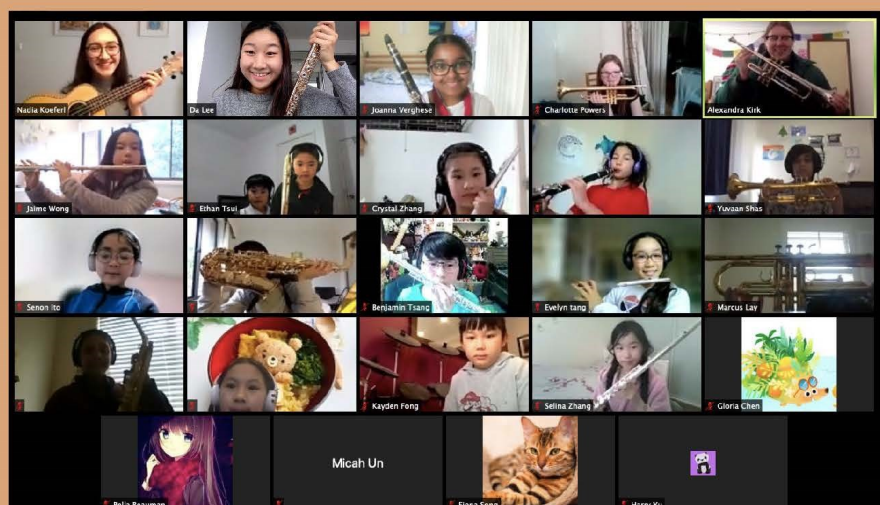 Nadia Koeferl
Da Lee
Joanna Verghese
Charlotte Powers
Alexandra Kirk
Jaime Wong
Ethan Tsui
Crystal Zhang
Yuvaan Shas
Senon Ito
Benjamin Tsang
Evelyn tang
Marcus Lay
Kayden Fong
Selina Zhang
Gloria Chen
Micah Un